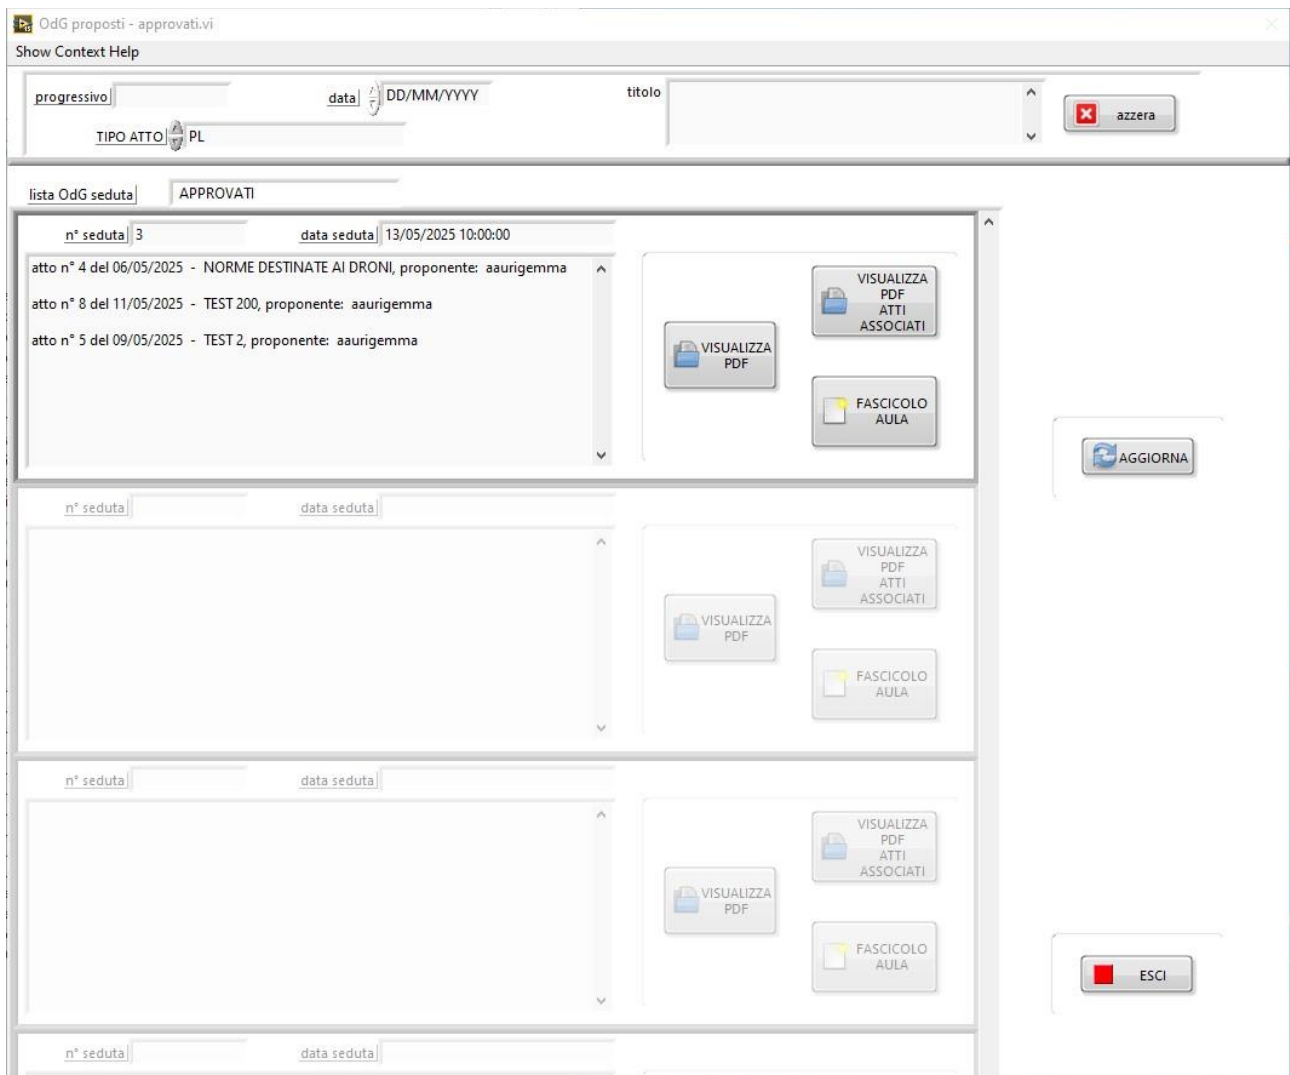 OdG proposti - approvati.vi
Show Context Help
progressivo
data DD/MM/YYYY
titolo
azzera
TIPO ATTO PL
lista OdG seduta APPROVATI
n° seduta 3 data seduta 13/05/2025 10:00:00
atto n° 4 del 06/05/2025 - NORME DESTINATE AI DRONI, proponente: aaurigemma
atto n° 8 del 11/05/2025 - TEST 200, proponente: aaurigemma
atto n° 5 del 09/05/2025 - TEST 2, proponente: aaurigemma
VISUALIZZA
PDF
VISUALIZZA
PDF
ATTI
ASSOCIATI
FASCICOLO
AULA
AGGIORNA
n° seduta data seduta
VISUALIZZA
PDF
VISUALIZZA
PDF
ATTI
ASSOCIATI
FASCICOLO
AULA
n° seduta data seduta
VISUALIZZA
PDF
VISUALIZZA
PDF
ATTI
ASSOCIATI
FASCICOLO
AULA
ESCI
n° seduta data seduta